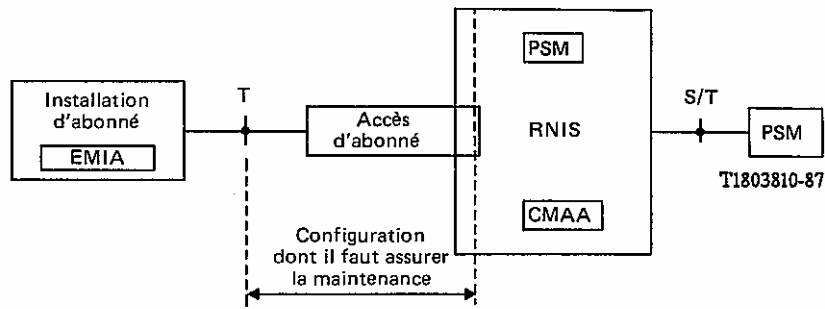 PSM
Installation
d'abonné
EMIA
T
Accès
d'abonné
RNIS
S/T
PSM
T1803810-87
CMAA
Configuration
dont il faut assurer
la maintenance